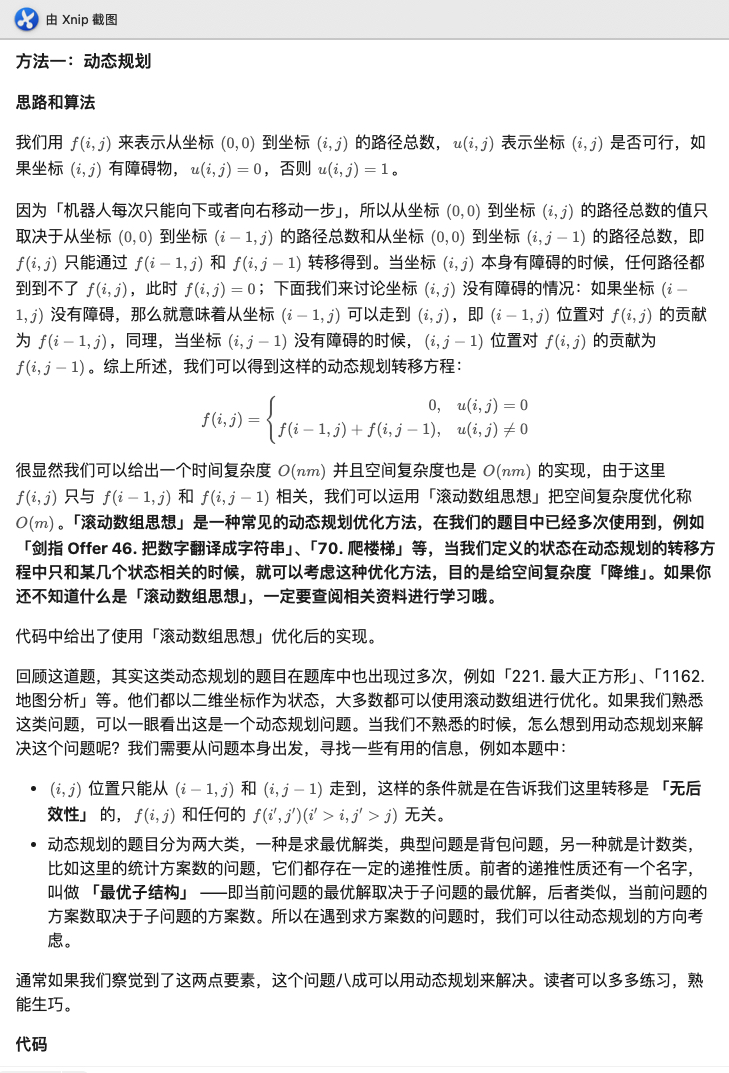 由 Xnip 截图
方法一：动态规划
思路和算法
我们用 f(i, j) 来表示从坐标 (0, 0) 到坐标 (i, j) 的路径总数，u(i, j) 表示坐标 (i, j) 是否可行，如
果坐标 (i, j) 有障碍物，u(i, j) = 0，否则 u(i, j) = 1。
因为「机器人每次只能向下或者向右移动一步」，所以从坐标 (0, 0) 到坐标 (i, j) 的路径总数的值只
取决于从坐标 (0, 0) 到坐标 (i − 1, j) 的路径总数和从坐标 (0, 0) 到坐标 (i, j − 1) 的路径总数，即
f(i, j) 只能通过 f(i − 1, j) 和 f(i, j − 1) 转移得到。当坐标 (i, j) 本身有障碍的时候，任何路径都
到到不了 f(i, j)，此时 f(i, j) = 0；下面我们来讨论坐标 (i, j) 没有障碍的情况：如果坐标 (i −
1, j) 没有障碍，那么就意味着从坐标 (i − 1, j) 可以走到 (i, j)，即 (i − 1, j) 位置对 f(i, j) 的贡献
为 f(i − 1, j)，同理，当坐标 (i, j − 1) 没有障碍的时候，(i, j − 1) 位置对 f(i, j) 的贡献为
f(i, j − 1)。综上所述，我们可以得到这样的动态规划转移方程：
f(i, j) = { 0, u(i, j) = 0
f(i − 1, j) + f(i, j − 1), u(i, j) ≠ 0
很显然我们可以给出一个时间复杂度 O(nm) 并且空间复杂度也是 O(nm) 的实现，由于这里
f(i, j) 只与 f(i − 1, j) 和 f(i, j − 1) 相关，我们可以运用「滚动数组思想」把空间复杂度优化称
O(m)。「滚动数组思想」是一种常见的动态规划优化方法，在我们的题目中已经多次使用到，例如
「剑指 Offer 46. 把数字翻译成字符串」、「70. 爬楼梯」等，当我们定义的状态在动态规划的转移方
程中只和某几个状态相关的时候，就可以考虑这种优化方法，目的是给空间复杂度「降维」。如果你
还不知道什么是「滚动数组思想」，一定要查阅相关资料进行学习哦。
代码中给出了使用「滚动数组思想」优化后的实现。
回顾这道题，其实这类动态规划的题目在题库中也出现过多次，例如「221. 最大正方形」、「1162.
地图分析」等。他们都以二维坐标作为状态，大多数都可以使用滚动数组进行优化。如果我们熟悉
这类问题，可以一眼看出这是一个动态规划问题。当我们不熟悉的时候，怎么想到用动态规划来解
决这个问题呢？我们需要从问题本身出发，寻找一些有用的信息，例如本题中：
• (i, j) 位置只能从 (i − 1, j) 和 (i, j − 1) 走到，这样的条件就是在告诉我们这里转移是 「无后
效性」 的，f(i, j) 和任何的 f(i′, j′)(i′ > i, j′ > j) 无关。
• 动态规划的题目分为两大类，一种是求最优解类，典型问题是背包问题，另一种就是计数类，
比如这里的统计方案数的问题，它们都存在一定的递推性质。前者的递推性质还有一个名字，
叫做 「最优子结构」 ——即当前问题的最优解取决于子问题的最优解，后者类似，当前问题的
方案数取决于子问题的方案数。所以在遇到求方案数的问题时，我们可以往动态规划的方向考
虑。
通常如果我们察觉到了这两点要素，这个问题八成可以用动态规划来解决。读者可以多多练习，熟
能生巧。
代码